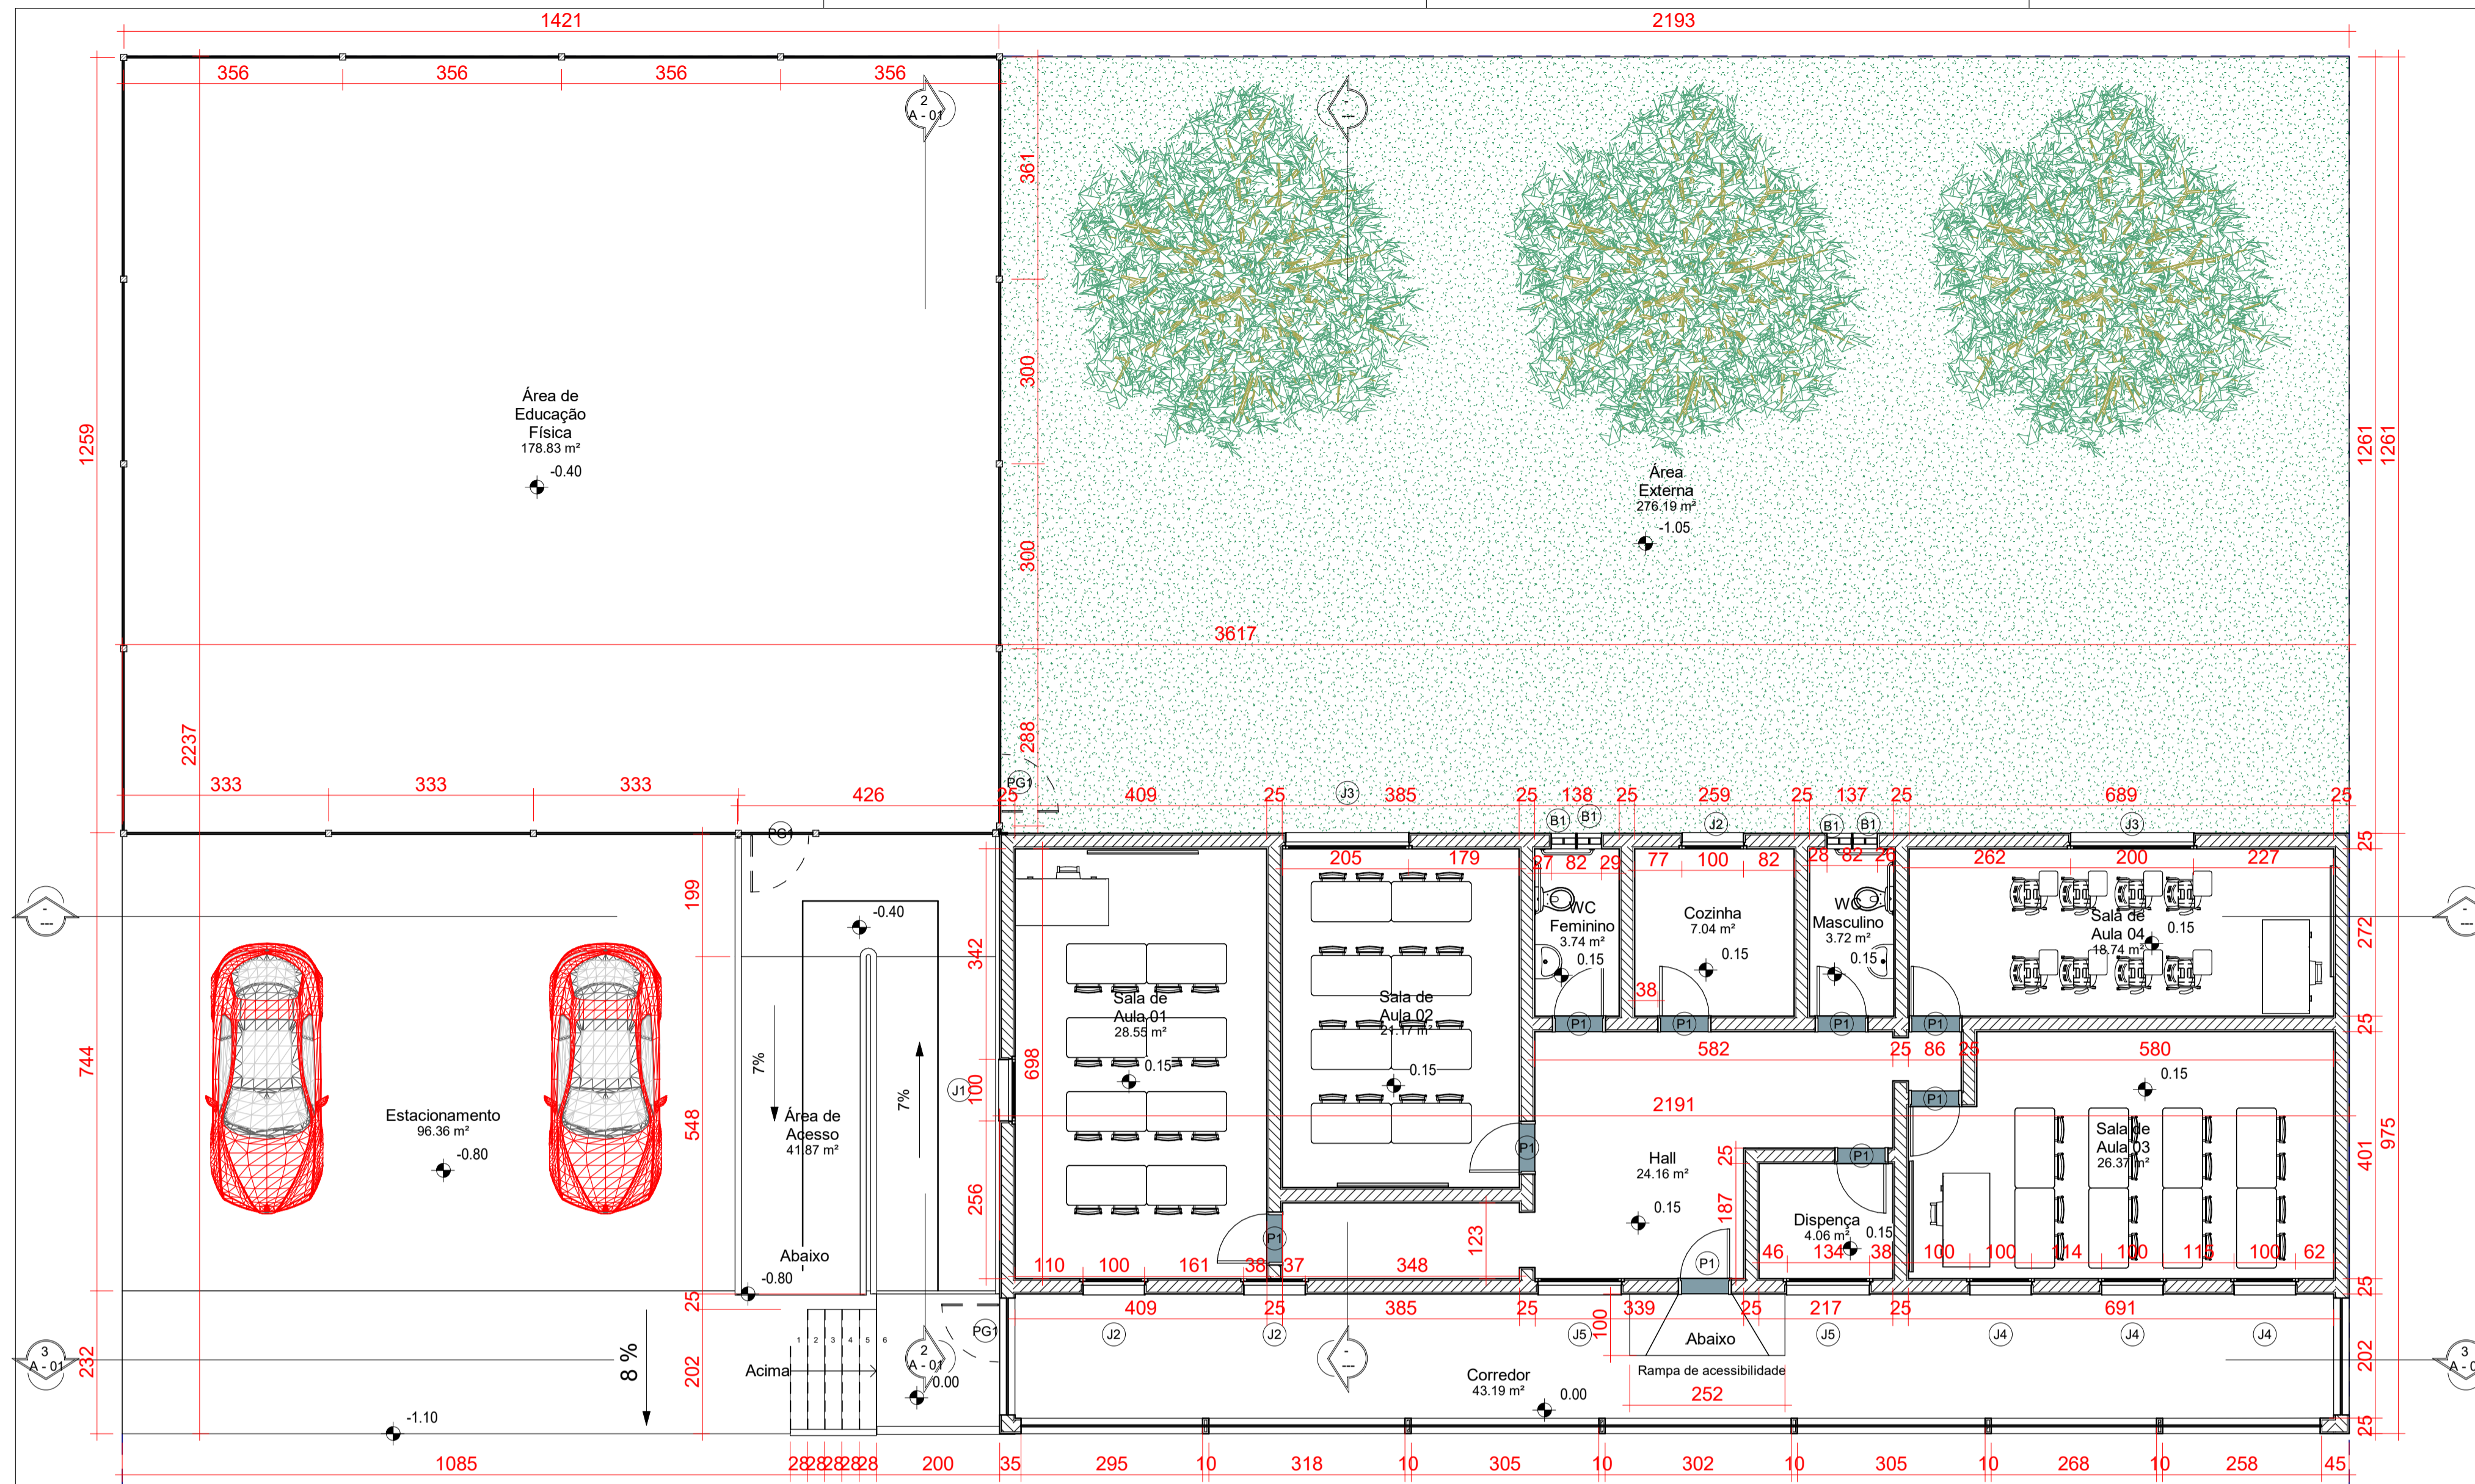 1421
2193
356
356
356
356
2
A - 01
-
---
361
Área de
Educação
Física
178.83 m²
-0.40
300
1259
1261
1261
Área
Externa
276.19 m²
-1.05
300
3617
2237
288
333
333
333
426
PG1
25
409
25
J3
385
25
138
25
259
25
137
25
689
25
PG1
B1
B1
J2
B1
B1
J3
25
205
179
27
82
29
77
100
82
28
82
26
262
200
227
199
-0.40
-
---
342
WC
Feminino
3.74 m²
0.15
Cozinha
7.04 m²
0.15
WC
Masculino
3.72 m²
0.15
Sala de
Aula 04
18.74 m²
0.15
272
-
---
38
Sala de
Aula 01
28.55 m²
0.15
Sala de
Aula 02
21.17 m²
0.15
P1
P1
P1
P1
25
582
25
86
25
580
744
7%
7%
J1
100
698
0.15
P1
2191
975
Estacionamento
96.36 m²
-0.80
548
Área de
Acesso
41.87 m²
Sala de
Aula 03
26.37 m²
401
P1
Hall
24.16 m²
0.15
25
P1
256
187
Dispença
4.06 m²
0.15
123
P1
Abaixo
-0.80
110
100
161
38
37
348
P1
46
134
38
100
100
114
100
115
100
62
25
25
409
25
385
25
339
25
217
25
691
232
8 %
202
1
2
3
4
5
6
PG1
J2
J2
J5
100
Abaixo
J5
J4
J4
J4
202
3
A - 01
Acima
2
A - 01
0.00
-
---
Corredor
43.19 m²
0.00
Rampa de acessibilidade
252
3
A - 0
-1.10
25
1085
28
28
28
28
28
200
35
295
10
318
10
305
10
302
10
305
10
268
10
258
45